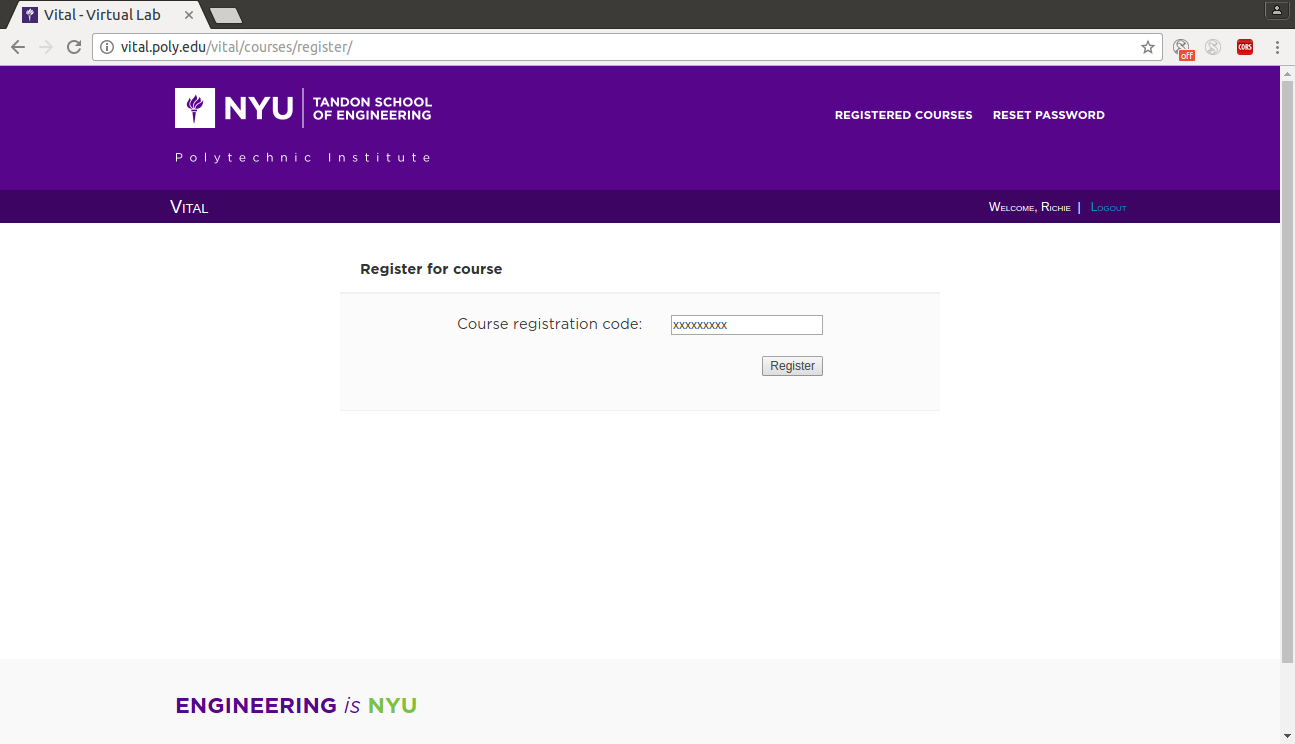 Vital - Virtual Lab
vital.poly.edu/vital/courses/register/
off
CORS
NYU
TANDON SCHOOL
OF ENGINEERING
REGISTERED COURSES RESET PASSWORD
Polytechnic Institute
Vital
Welcome, Richie | Logout
Register for course
Course registration code: xxxxxxxxx
Register
ENGINEERING is NYU